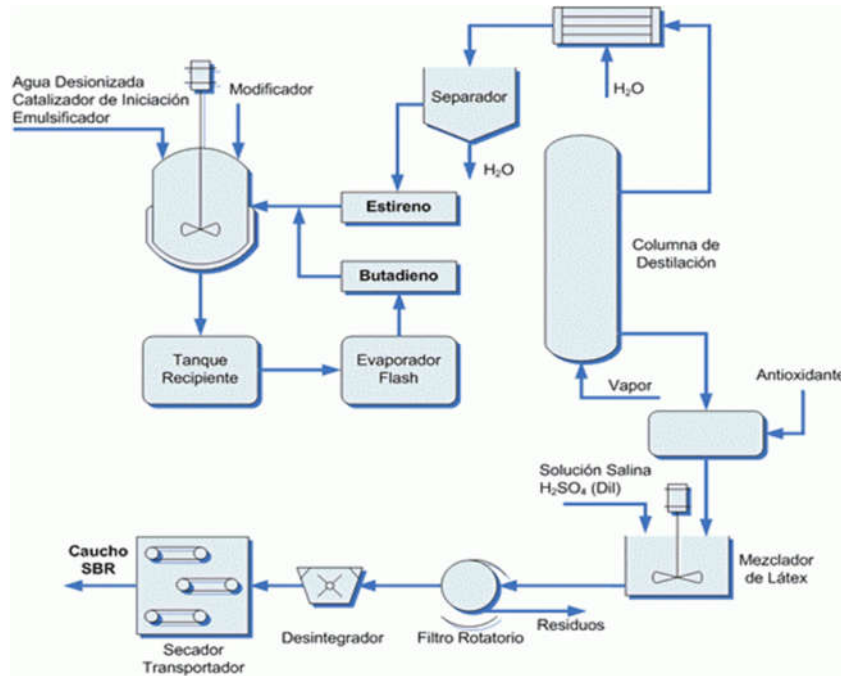 Agua Desionizada
Catalizador de Iniciación
Emulsificador
Modificador
Separador
H₂O
H₂O
Estireno
Butadieno
Columna de
Destilación
Tanque
Recipiente
Evaporador
Flash
Vapor
Antioxidante
Solución Salina
H₂SO₄ (Dil)
Mezclador
de Látex
Caucho
SBR
Secador
Transportador
Desintegrador
Filtro Rotatorio
Residuos